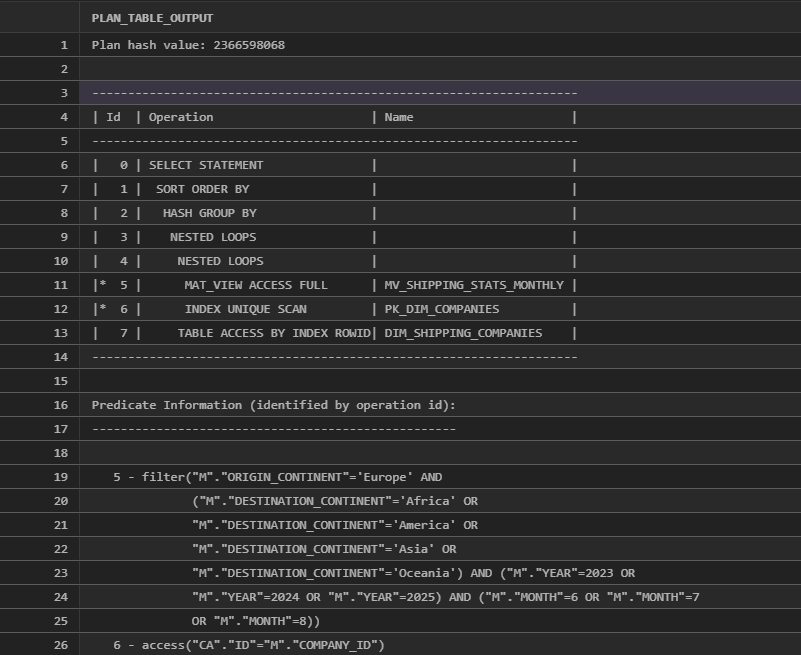 PLAN_TABLE_OUTPUT
1 Plan hash value: 2366598068
2
3 --------------------------------------------------------------------
4 | Id  | Operation                      | Name                      |
5 --------------------------------------------------------------------
6 |   0 | SELECT STATEMENT               |                           |
7 |   1 |  SORT ORDER BY                 |                           |
8 |   2 |   HASH GROUP BY                |                           |
9 |   3 |    NESTED LOOPS                |                           |
10 |   4 |     NESTED LOOPS               |                           |
11 |*  5 |      MAT_VIEW ACCESS FULL      | MV_SHIPPING_STATS_MONTHLY |
12 |*  6 |      INDEX UNIQUE SCAN         | PK_DIM_COMPANIES          |
13 |   7 |     TABLE ACCESS BY INDEX ROWID| DIM_SHIPPING_COMPANIES    |
14 --------------------------------------------------------------------
15
16 Predicate Information (identified by operation id):
17 ---------------------------------------------------
18
19    5 - filter("M"."ORIGIN_CONTINENT"='Europe' AND
20               ("M"."DESTINATION_CONTINENT"='Africa' OR
21               "M"."DESTINATION_CONTINENT"='America' OR
22               "M"."DESTINATION_CONTINENT"='Asia' OR
23               "M"."DESTINATION_CONTINENT"='Oceania') AND ("M"."YEAR"=2023 OR
24               "M"."YEAR"=2024 OR "M"."YEAR"=2025) AND ("M"."MONTH"=6 OR "M"."MONTH"=7
25               OR "M"."MONTH"=8))
26    6 - access("CA"."ID"="M"."COMPANY_ID")